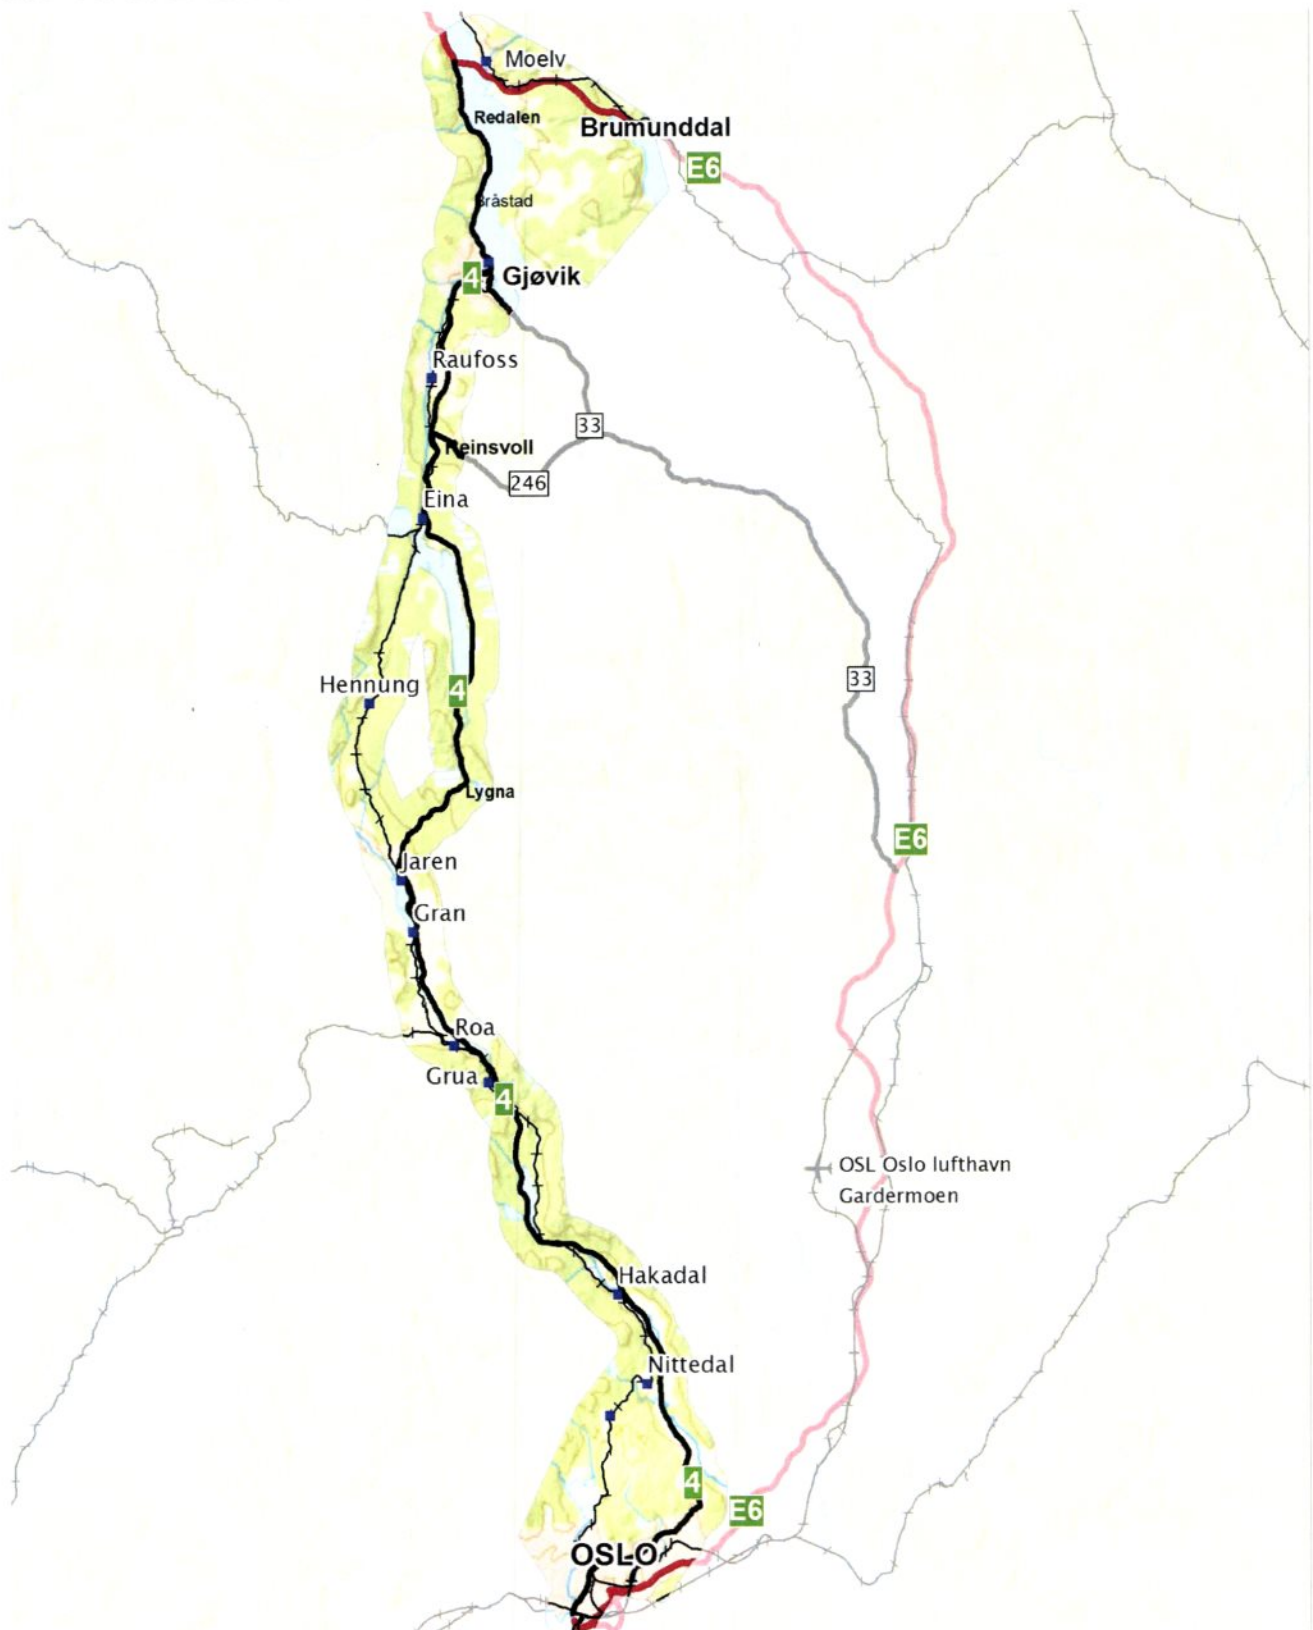 Moelv
Redalen
Brumunddal
E6
Bråstad
4
Gjøvik
Raufoss
33
Reinsvoll
246
Eina
33
Hennung
4
Lygna
E6
Jaren
Gran
Roa
Grua
4
OSL Oslo lufthavn
Gardermoen
Hakadal
Nittedal
4
E6
OSLO